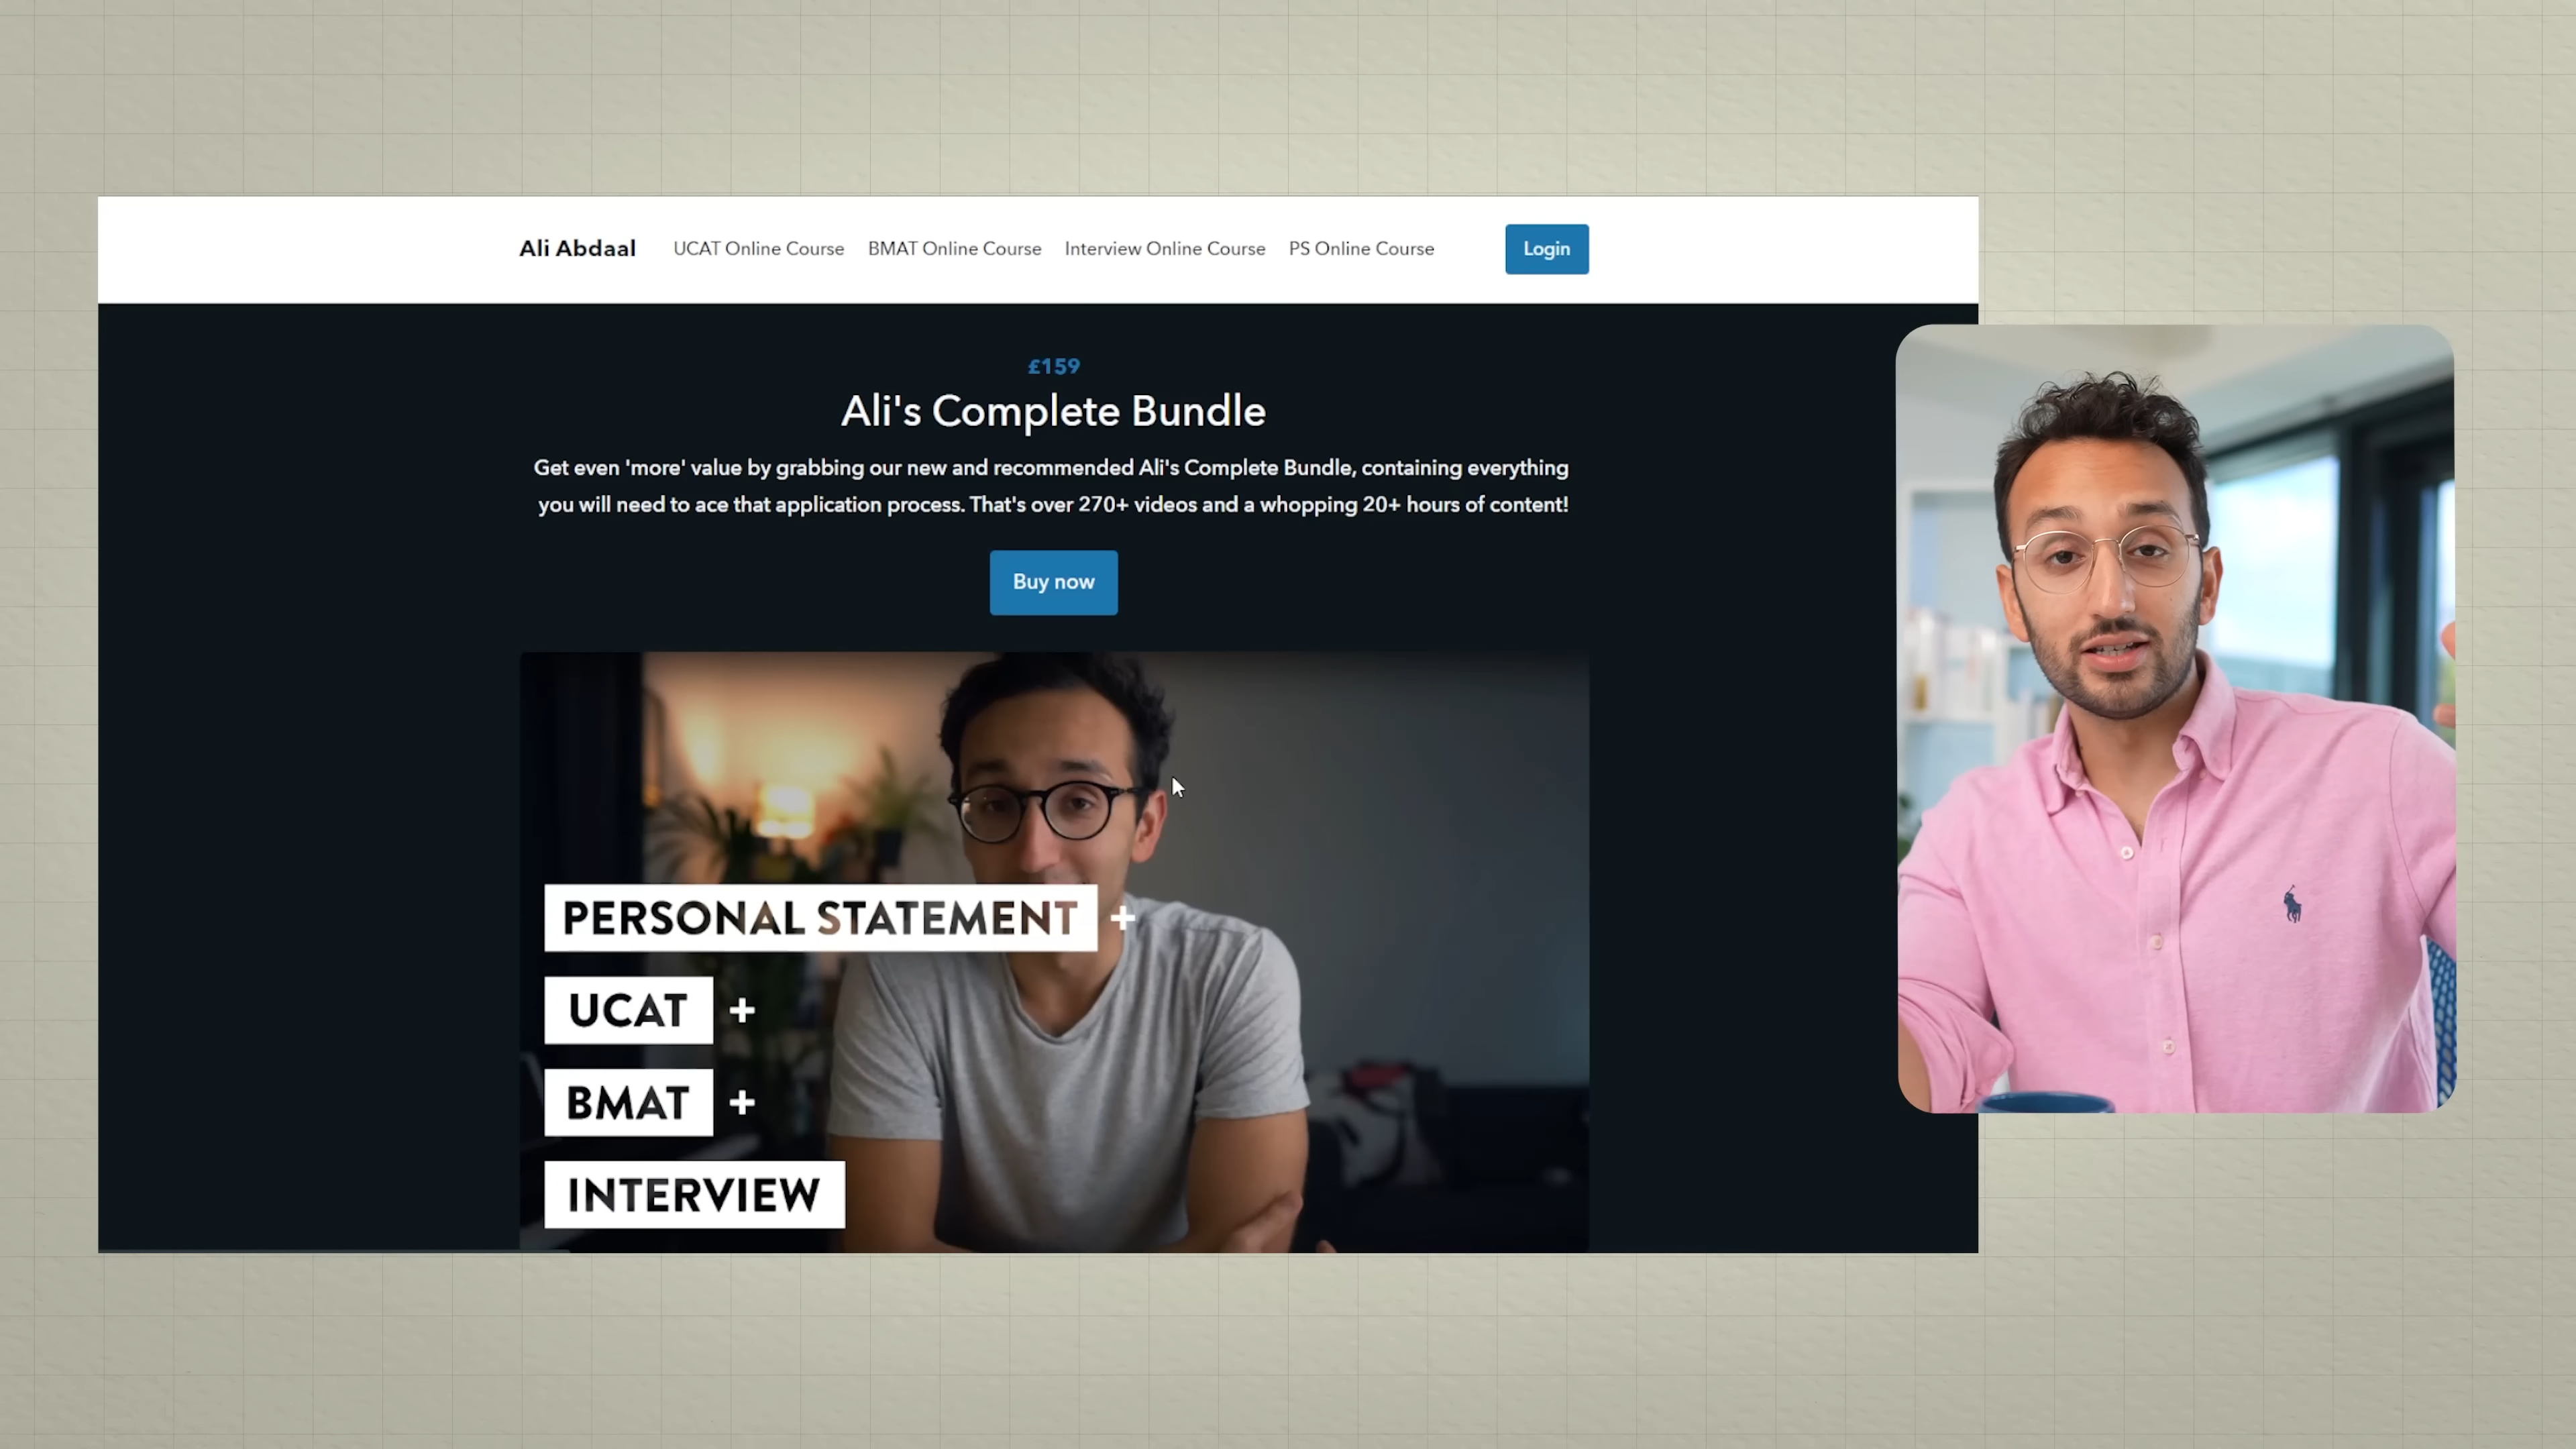 Ali Abdaal UCAT Online Course BMAT Online Course Interview Online Course PS Online Course Login
£159
Ali's Complete Bundle
Get even 'more' value by grabbing our new and recommended Ali's Complete Bundle, containing everything
you will need to ace that application process. That's over 270+ videos and a whopping 20+ hours of content!
Buy now
PERSONAL STATEMENT +
UCAT +
BMAT +
INTERVIEW